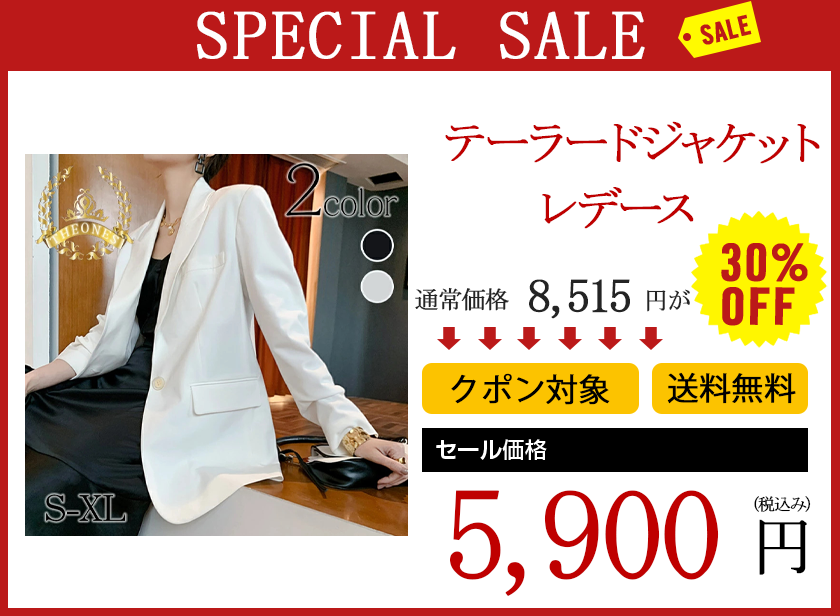 SPECIAL SALE
SALE
テーラードジャケット
レデース
2color
THEONES
30%
OFF
通常価格 8,515 円が
クポン対象
送料無料
セール価格
S-XL
5,900 円
(税込み)